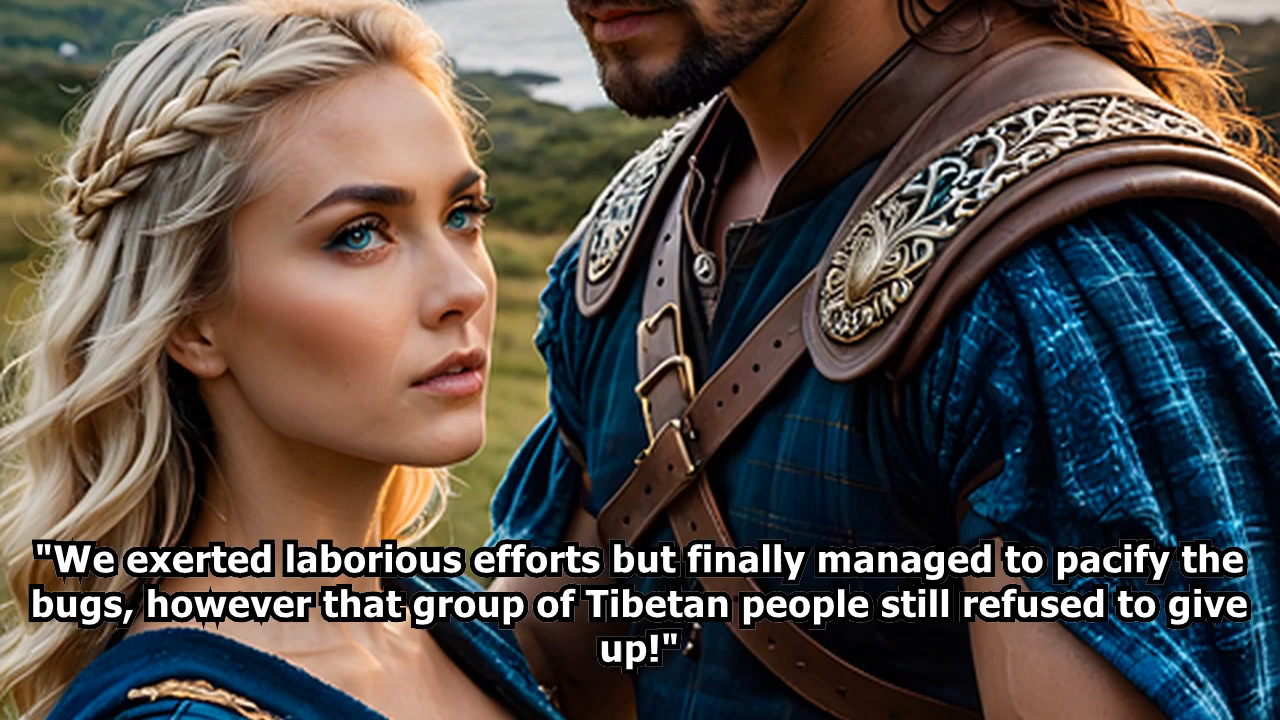 "We exerted laborious efforts but finally managed to pacify the
bugs, however that group of Tibetan people still refused to give
up!"